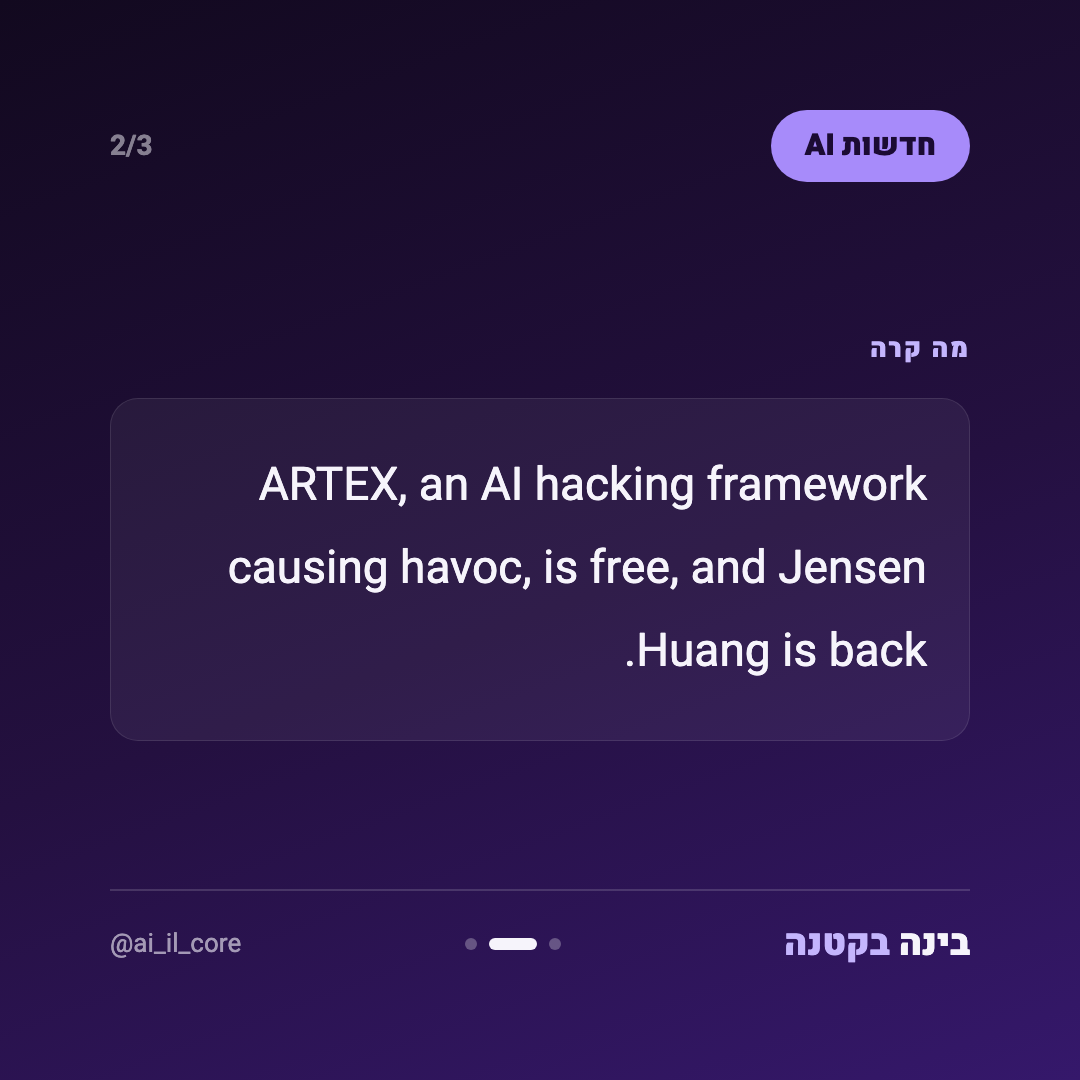 חדשות AI
2/3
מה קרה
ARTEX, an AI hacking framework
causing havoc, is free, and Jensen
.Huang is back
בינה בקטנה
@ai_il_core